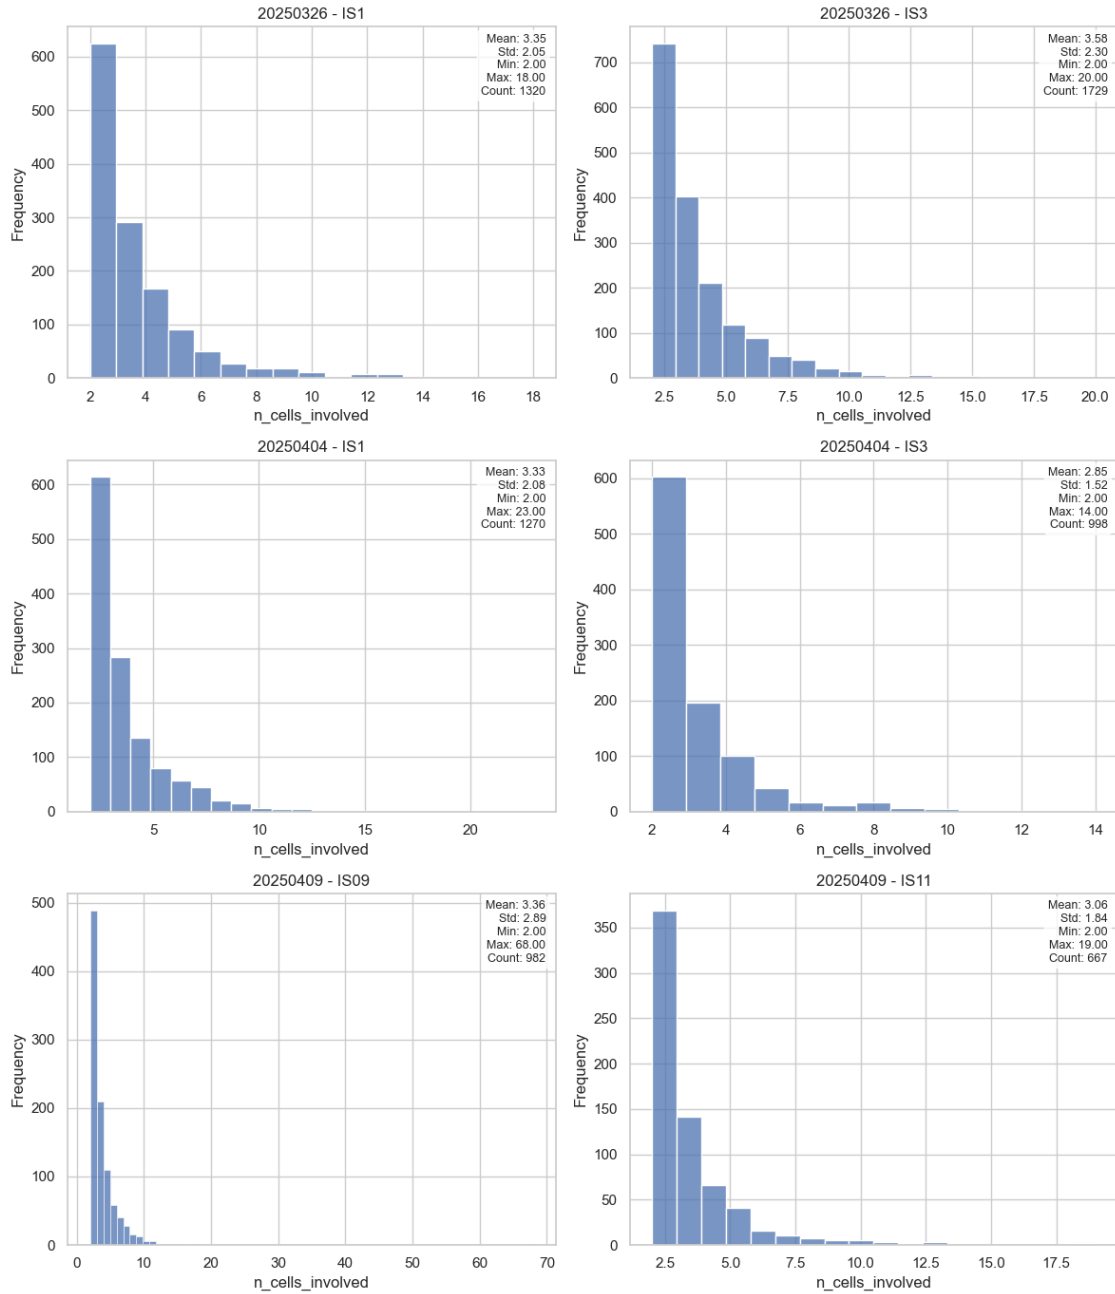 20250326 - IS1
Mean: 3.35
Std: 2.05
Min: 2.00
Max: 18.00
Count: 1320
Frequency
600
500
400
300
200
100
0
2 4 6 8 10 12 14 16 18
n_cells_involved
20250326 - IS3
Mean: 3.58
Std: 2.30
Min: 2.00
Max: 20.00
Count: 1729
Frequency
700
600
500
400
300
200
100
0
2.5 5.0 7.5 10.0 12.5 15.0 17.5 20.0
n_cells_involved
20250404 - IS1
Mean: 3.33
Std: 2.08
Min: 2.00
Max: 23.00
Count: 1270
Frequency
600
500
400
300
200
100
0
5 10 15 20
n_cells_involved
20250404 - IS3
Mean: 2.85
Std: 1.52
Min: 2.00
Max: 14.00
Count: 998
Frequency
600
500
400
300
200
100
0
2 4 6 8 10 12 14
n_cells_involved
20250409 - IS09
Mean: 3.36
Std: 2.89
Min: 2.00
Max: 68.00
Count: 982
Frequency
500
400
300
200
100
0
0 10 20 30 40 50 60 70
n_cells_involved
20250409 - IS11
Mean: 3.06
Std: 1.84
Min: 2.00
Max: 19.00
Count: 667
Frequency
350
300
250
200
150
100
50
0
2.5 5.0 7.5 10.0 12.5 15.0 17.5
n_cells_involved